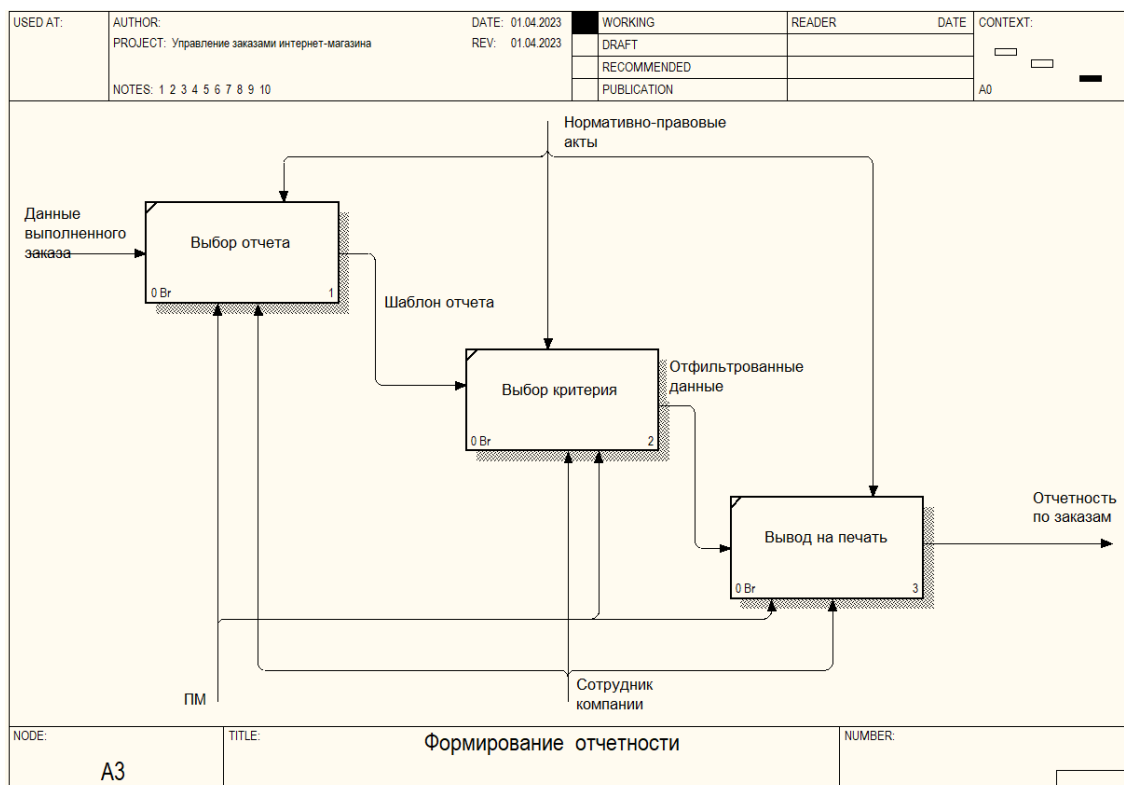 USED AT:
AUTHOR:
DATE: 01.04.2023
PROJECT: Управление заказами интернет-магазина
REV: 01.04.2023
NOTES: 1 2 3 4 5 6 7 8 9 10
WORKING
DRAFT
RECOMMENDED
PUBLICATION
READER
DATE
CONTEXT:
A0
Нормативно-правовые
акты
Данные
выполненного
заказа
Выбор отчета
0 Br
1
Шаблон отчета
Выбор критерия
0 Br
2
Отфильтрованные
данные
Вывод на печать
0 Br
3
Отчетность
по заказам
ПМ
Сотрудник
компании
NODE:
A3
TITLE:
Формирование отчетности
NUMBER: